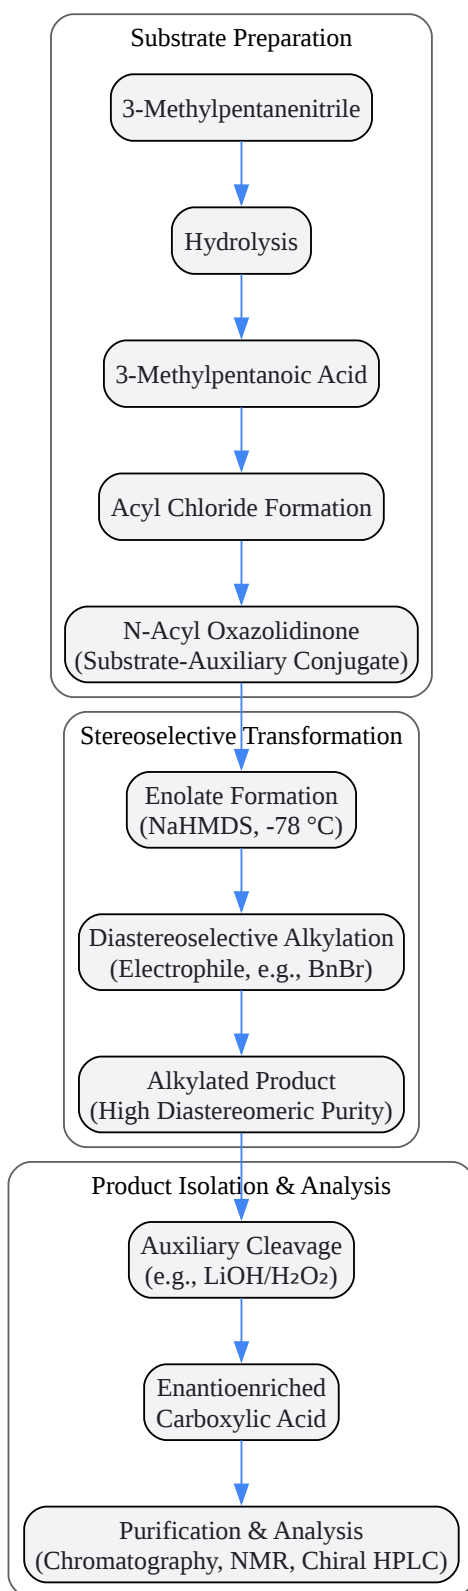 Substrate Preparation
3-Methylpentanenitrile
Hydrolysis
3-Methylpentanoic Acid
Acyl Chloride Formation
N-Acyl Oxazolidinone
(Substrate-Auxiliary Conjugate)
Stereoselective Transformation
Enolate Formation
(NaHMDS, -78 °C)
Diastereoselective Alkylation
(Electrophile, e.g., BnBr)
Alkylated Product
(High Diastereomeric Purity)
Product Isolation & Analysis
Auxiliary Cleavage
(e.g., LiOH/H₂O₂)
Enantioenriched
Carboxylic Acid
Purification & Analysis
(Chromatography, NMR, Chiral HPLC)